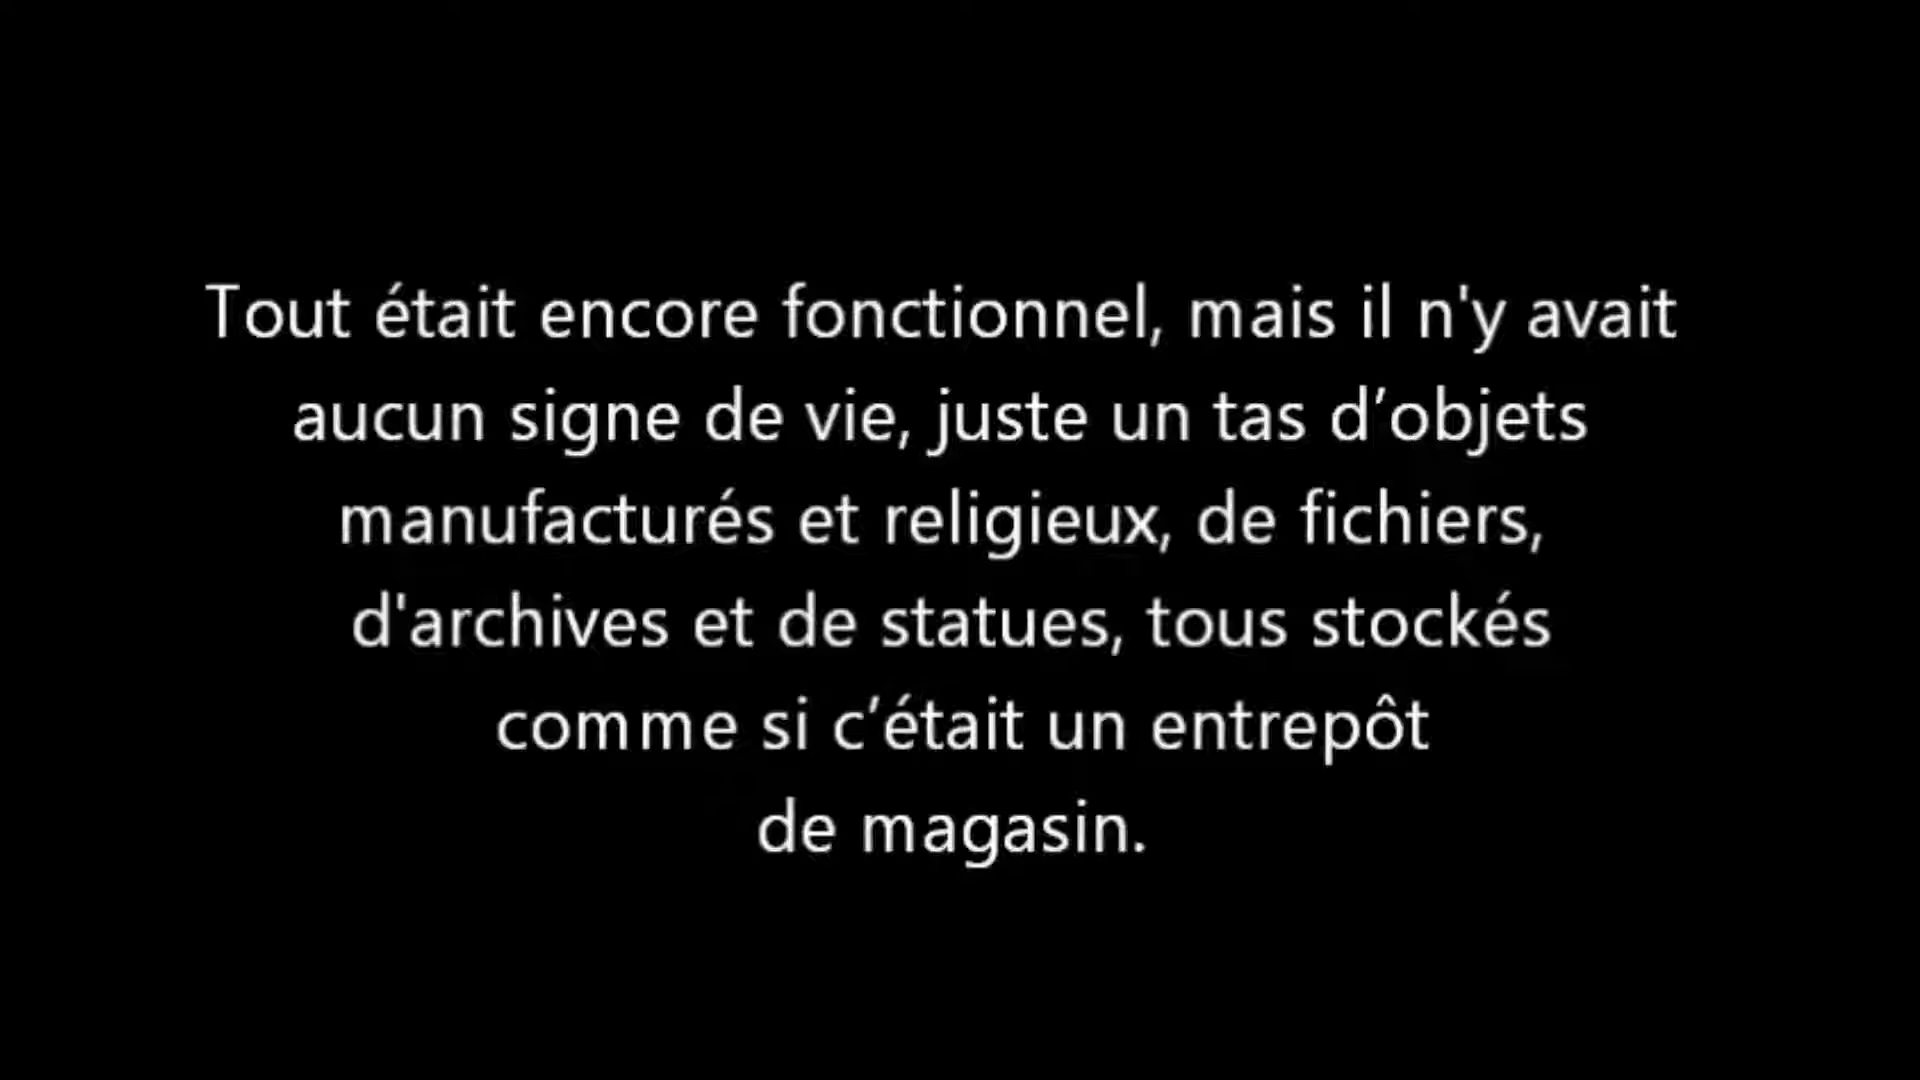 Tout était encore fonctionnel, mais il n'y avait
aucun signe de vie, juste un tas d’objets
manufacturés et religieux, de fichiers,
d'archives et de statues, tous stockés
comme si c’était un entrepôt
de magasin.